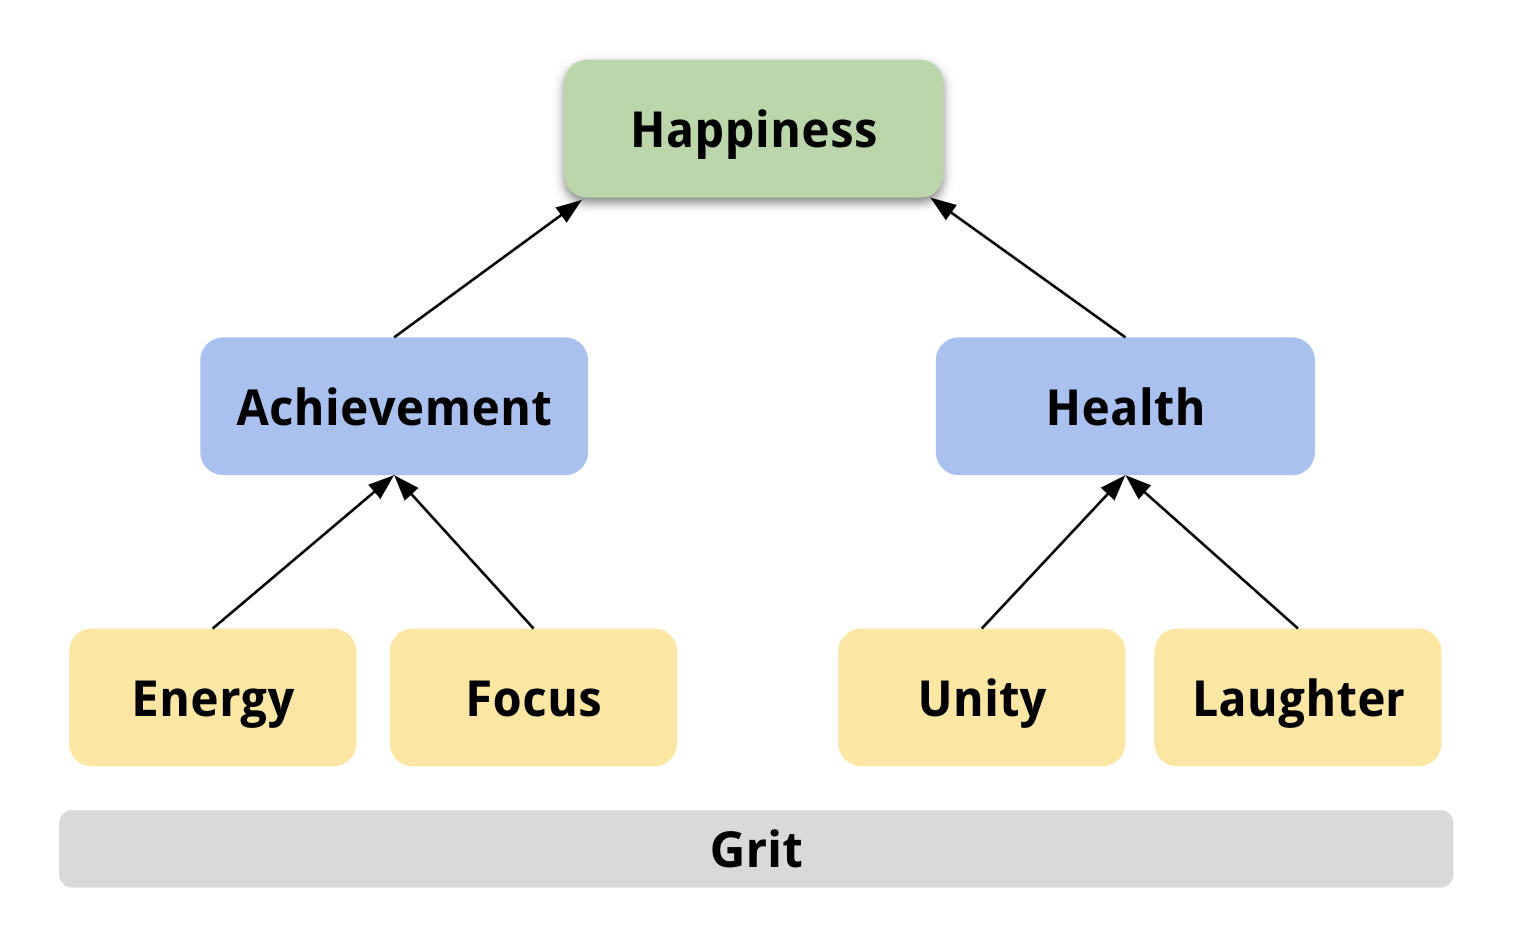 Happiness
Achievement
Health
Energy
Focus
Unity
Laughter
Grit